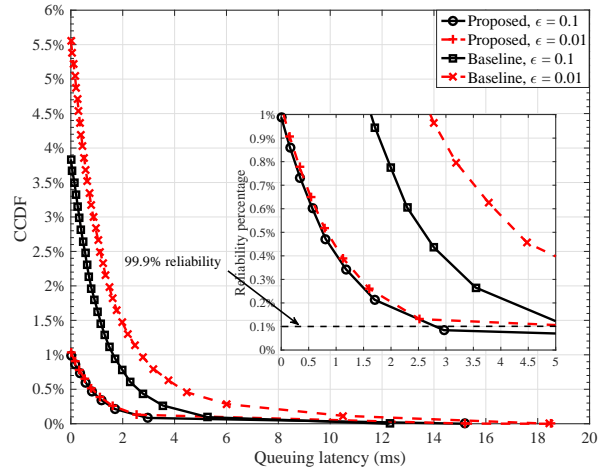 6%
5.5%
5%
4.5%
4%
3.5%
3%
2.5%
2%
1.5%
1%
0.5%
0%
CCDF
0 2 4 6 8 10 12 14 16 18 20
Queuing latency (ms)
Proposed, ϵ = 0.1
Proposed, ϵ = 0.01
Baseline, ϵ = 0.1
Baseline, ϵ = 0.01
99.9% reliability
1%
0.9%
0.8%
0.7%
0.6%
0.5%
0.4%
0.3%
0.2%
0.1%
0%
Reliability percentage
0 0.5 1 1.5 2 2.5 3 3.5 4 4.5 5